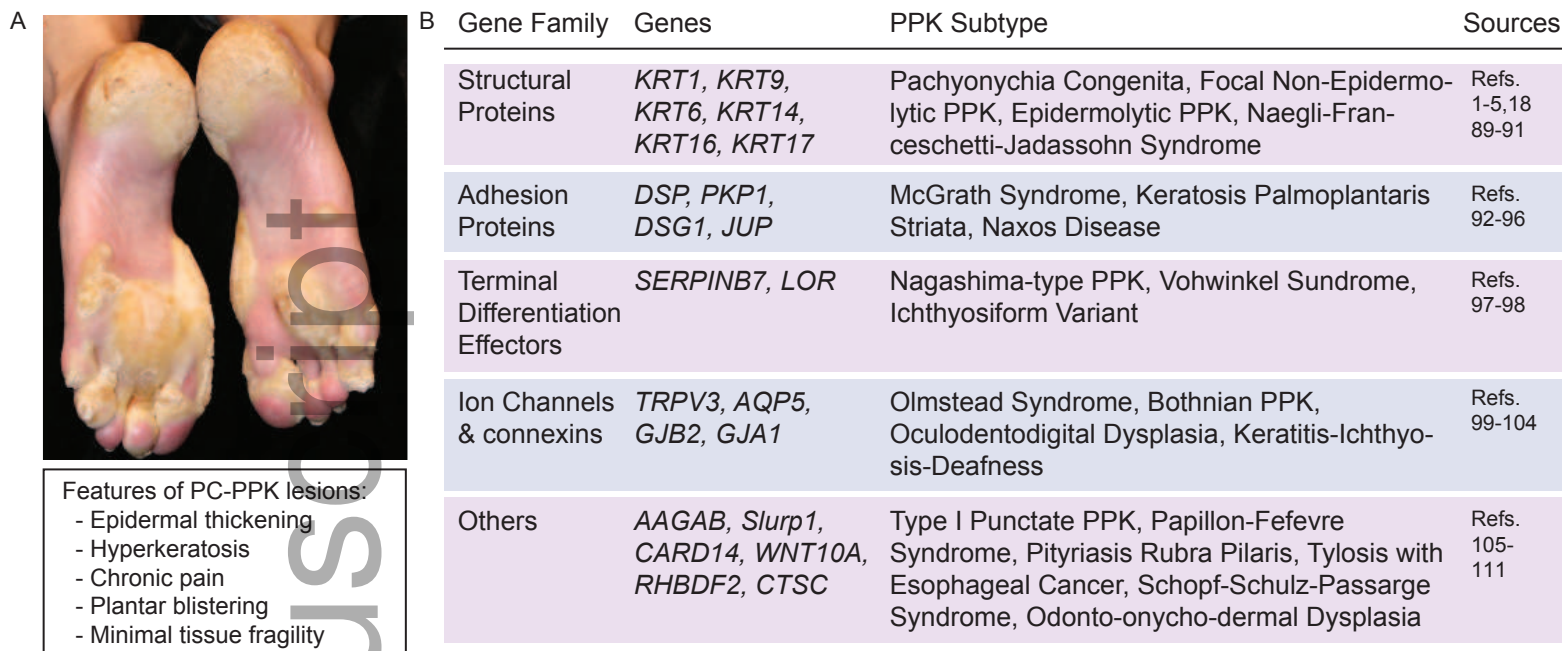 A
Features of PC-PPK lesions:
- Epidermal thickening
- Hyperkeratosis
- Chronic pain
- Plantar blistering
- Minimal tissue fragility
B
Gene Family Genes PPK Subtype Sources
Structural Proteins
KRT1, KRT9,
KRT6, KRT14,
KRT16, KRT17
Pachyonychia Congenita, Focal Non-Epidermo-
lytic PPK, Epidermolytic PPK, Naegli-Fran-
ceschetti-Jadassohn Syndrome
Refs.
1-5,18
89-91
Adhesion
Proteins
DSP, PKP1,
DSG1, JUP
McGrath Syndrome, Keratosis Palmoplantaris
Striata, Naxos Disease
Refs.
92-96
Terminal
Differentiation
Effectors
SERPINB7, LOR
Nagashima-type PPK, Vohwinkel Sundrome,
Ichthyosiform Variant
Refs.
97-98
Ion Channels
& connexins
TRPV3, AQP5,
GJB2, GJA1
Olmstead Syndrome, Bothnian PPK,
Oculodentodigital Dysplasia, Keratitis-Ichthyo-
sis-Deafness
Refs.
99-104
Others
AAGAB, Slurp1,
CARD14, WNT10A,
RHBDF2, CTSC
Type I Punctate PPK, Papillon-Fefevre
Syndrome, Pityriasis Rubra Pilaris, Tylosis with
Esophageal Cancer, Schopf-Schulz-Passarge
Syndrome, Odonto-onycho-dermal Dysplasia
Refs.
105-
111